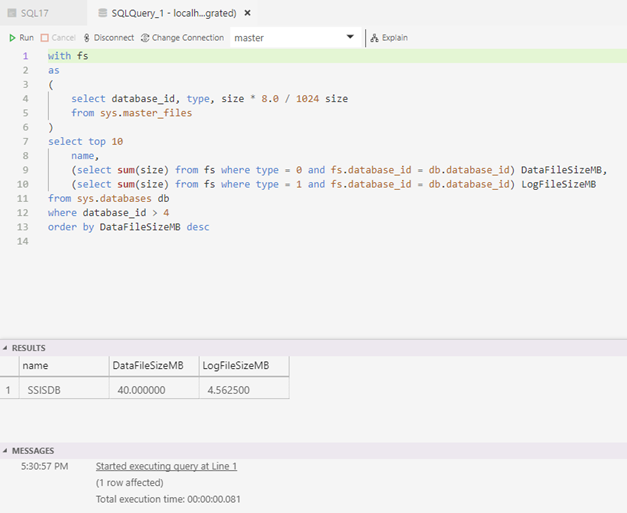 SQL17 SQLQuery_1 - localh...grated) ×
Run Cancel Disconnect Change Connection master Explain
1 with fs
2 as
3 (
4 select database_id, type, size * 8.0 / 1024 size
5 from sys.master_files
6 )
7 select top 10
8 name,
9 (select sum(size) from fs where type = 0 and fs.database_id = db.database_id) DataFileSizeMB,
10 (select sum(size) from fs where type = 1 and fs.database_id = db.database_id) LogFileSizeMB
11 from sys.databases db
12 where database_id > 4
13 order by DataFileSizeMB desc
14
RESULTS
name DataFileSizeMB LogFileSizeMB
1 SSISDB 40.000000 4.562500
MESSAGES
5:30:57 PM Started executing query at Line 1
(1 row affected)
Total execution time: 00:00:00.081